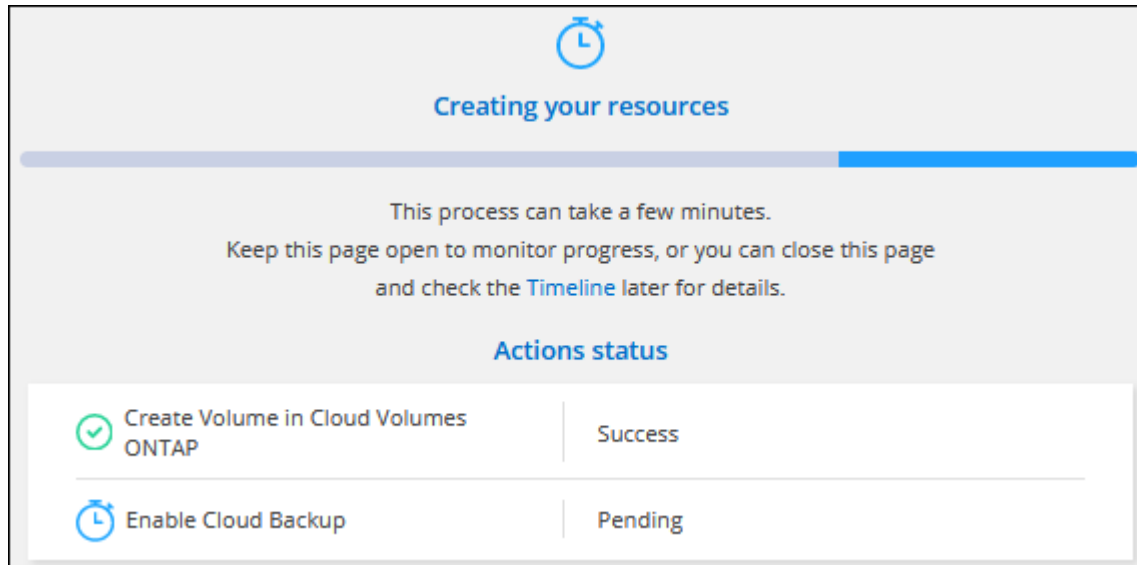 Creating your resources
This process can take a few minutes.
Keep this page open to monitor progress, or you can close this page
and check the Timeline later for details.
Actions status
Create Volume in Cloud Volumes
ONTAP
Success
Enable Cloud Backup
Pending